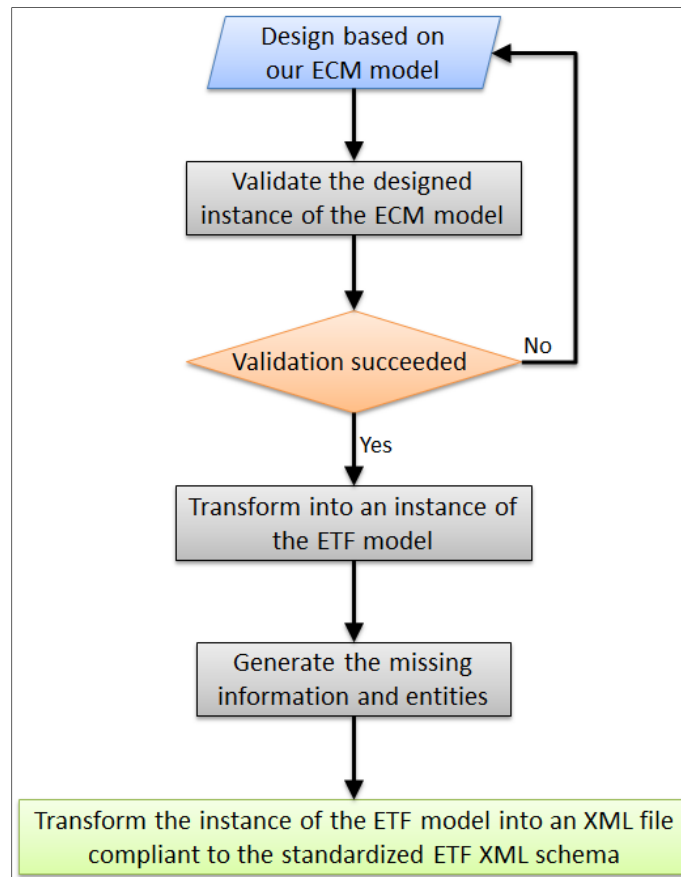 Design based on
our ECM model
Validate the designed
instance of the ECM model
Validation succeeded
No
Yes
Transform into an instance of
the ETF model
Generate the missing
information and entities
Transform the instance of the ETF model into an XML file
compliant to the standardized ETF XML schema